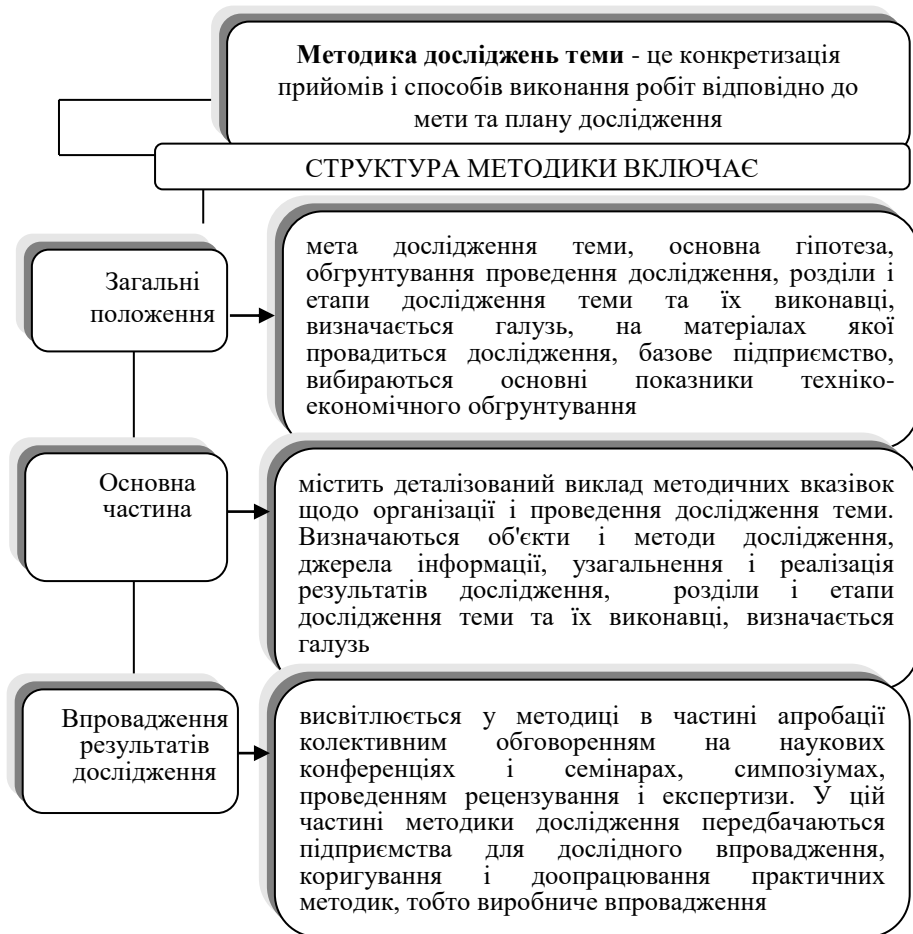 Методика досліджень теми - це конкретизація
прийомів і способів виконання робіт відповідно до
мети та плану дослідження
СТРУКТУРА МЕТОДИКИ ВКЛЮЧАЄ
Загальні
положення
мета дослідження теми, основна гіпотеза,
обгрунтування проведення дослідження, розділи і
етапи дослідження теми та їх виконавці,
визначається галузь, на матеріалах якої
провадиться дослідження, базове підприємство,
вибираються основні показники техніко-
економічного обгрунтування
Основна
частина
містить деталізований виклад методичних вказівок
щодо організації і проведення дослідження теми.
Визначаються об'єкти і методи дослідження,
джерела інформації, узагальнення і реалізація
результатів дослідження, розділи і етапи
дослідження теми та їх виконавці, визначається
галузь
Впровадження
результатів
дослідження
висвітлюється у методиці в частині апробації
колективним обговоренням на наукових
конференціях і семінарах, симпозіумах,
проведенням рецензування і експертизи. У цій
частині методики дослідження передбачаються
підприємства для дослідного впровадження,
коригування і доопрацювання практичних
методик, тобто виробниче впровадження